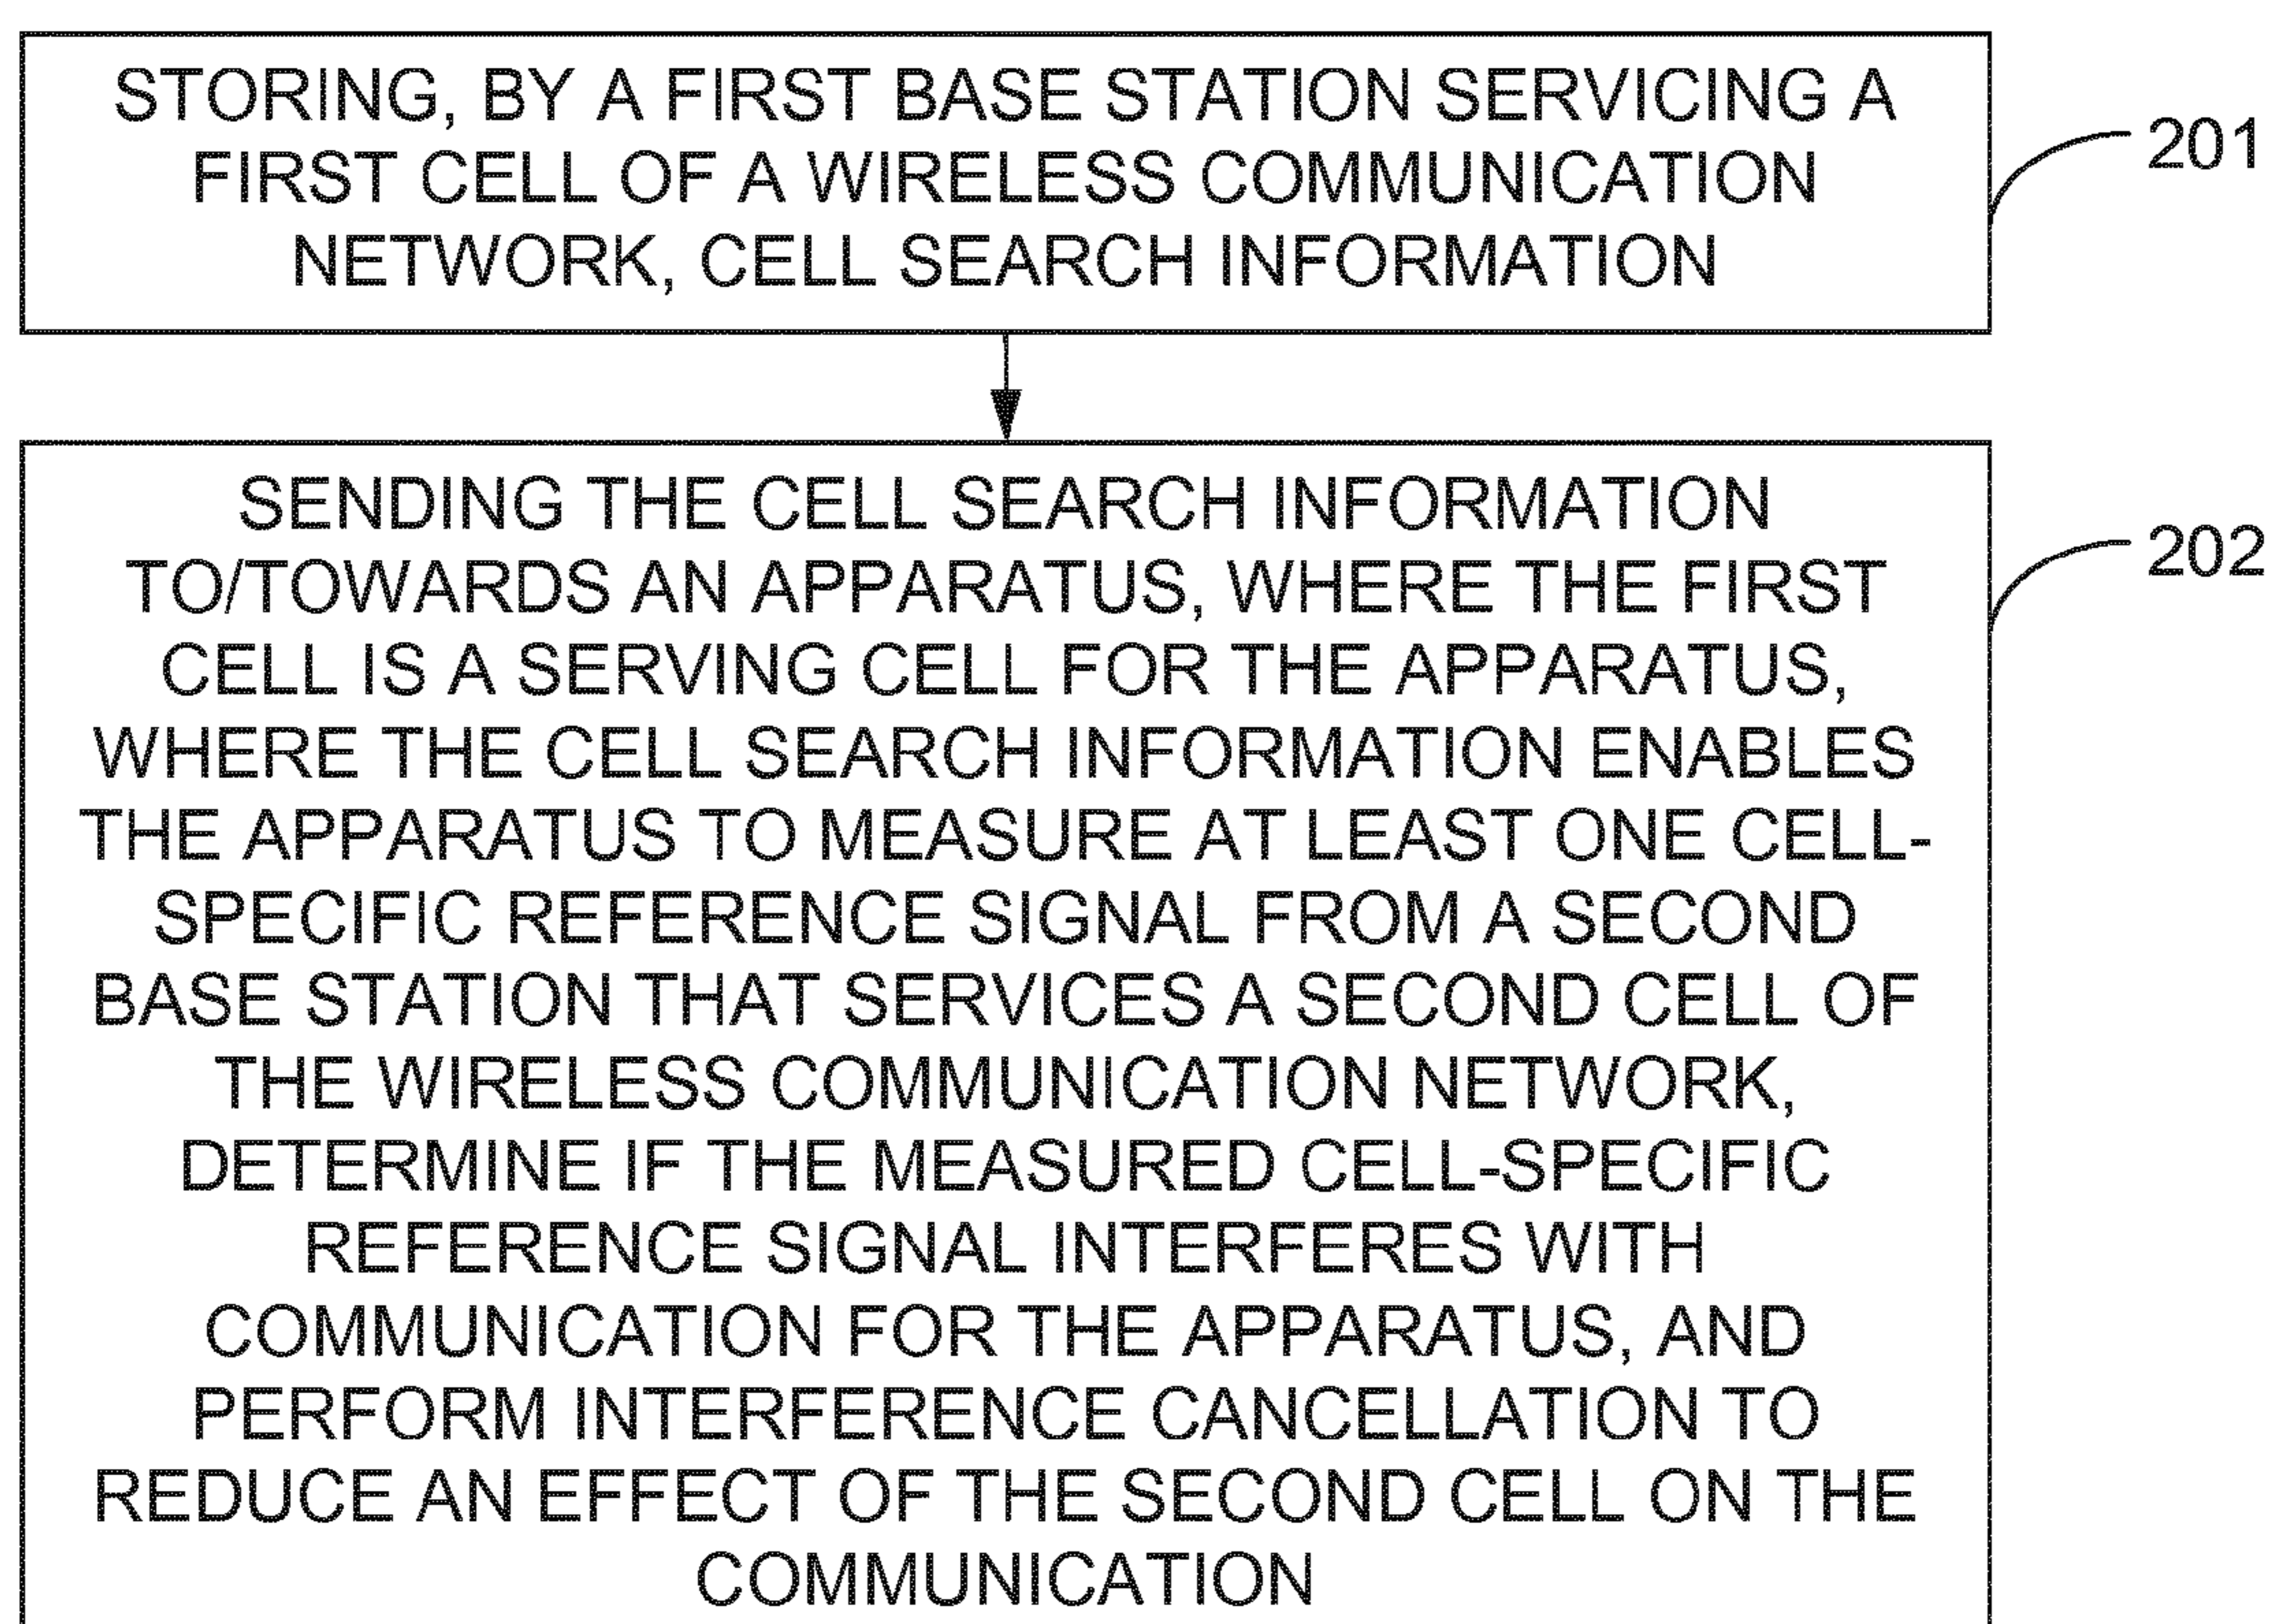 STORING, BY A FIRST BASE STATION SERVICING A
FIRST CELL OF A WIRELESS COMMUNICATION
NETWORK, CELL SEARCH INFORMATION
201
SENDING THE CELL SEARCH INFORMATION
TO/TOWARDS AN APPARATUS, WHERE THE FIRST
CELL IS A SERVING CELL FOR THE APPARATUS,
WHERE THE CELL SEARCH INFORMATION ENABLES
THE APPARATUS TO MEASURE AT LEAST ONE CELL-
SPECIFIC REFERENCE SIGNAL FROM A SECOND
BASE STATION THAT SERVICES A SECOND CELL OF
THE WIRELESS COMMUNICATION NETWORK,
DETERMINE IF THE MEASURED CELL-SPECIFIC
REFERENCE SIGNAL INTERFERES WITH
COMMUNICATION FOR THE APPARATUS, AND
PERFORM INTERFERENCE CANCELLATION TO
REDUCE AN EFFECT OF THE SECOND CELL ON THE
COMMUNICATION
202